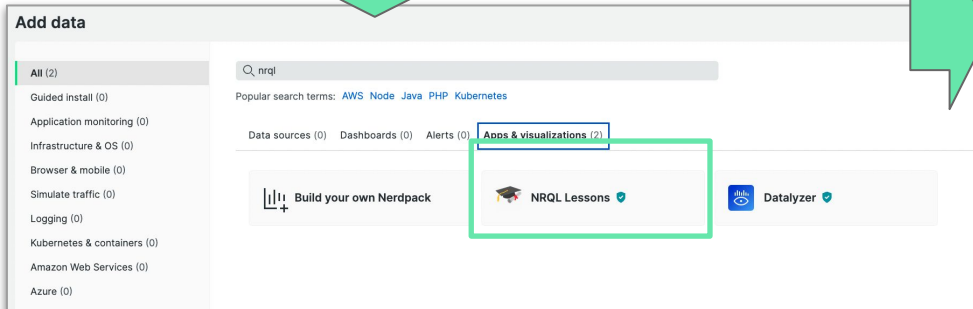 Add data
All (2)
Guided install (0)
Application monitoring (0)
Infrastructure & OS (0)
Browser & mobile (0)
Simulate traffic (0)
Logging (0)
Kubernetes & containers (0)
Amazon Web Services (0)
Azure (0)
nrql
Popular search terms: AWS Node Java PHP Kubernetes
Data sources (0) Dashboards (0) Alerts (0) Apps & visualizations (2)
Build your own Nerdpack
NRQL Lessons
Datalyzer